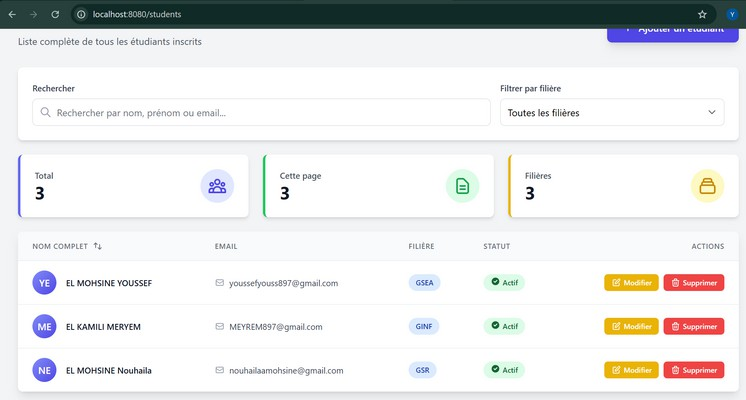 localhost:8080/students
Y
Liste complète de tous les étudiants inscrits
Ajouter un étudiant
Rechercher
Filtrer par filière
Rechercher par nom, prénom ou email...
Toutes les filières
Total
3
Cette page
3
Filières
3
NOM COMPLET EMAIL FILIÈRE STATUT ACTIONS
YE EL MOHSINE YOUSSEF youssefyouss897@gmail.com GSEA Actif Modifier Supprimer
ME EL KAMILI MERYEM MEYREM897@gmail.com GINF Actif Modifier Supprimer
NE EL MOHSINE Nouhaila nouhailaamohsine@gmail.com GSR Actif Modifier Supprimer